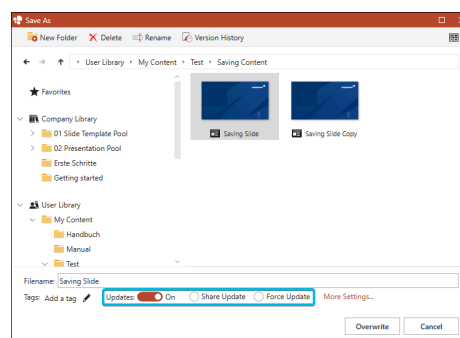 Save As
New Folder Delete Rename Version History
User Library My Content Test Saving Content
Favorites
Company Library
01 Slide Template Pool
02 Presentation Pool
Erste Schritte
Getting started
User Library
My Content
Handbuch
Manual
Test
Saving Slide Saving Slide Copy
Filename: Saving Slide
Tags: Add a tag Updates: On Share Update Force Update More Settings...
Overwrite Cancel